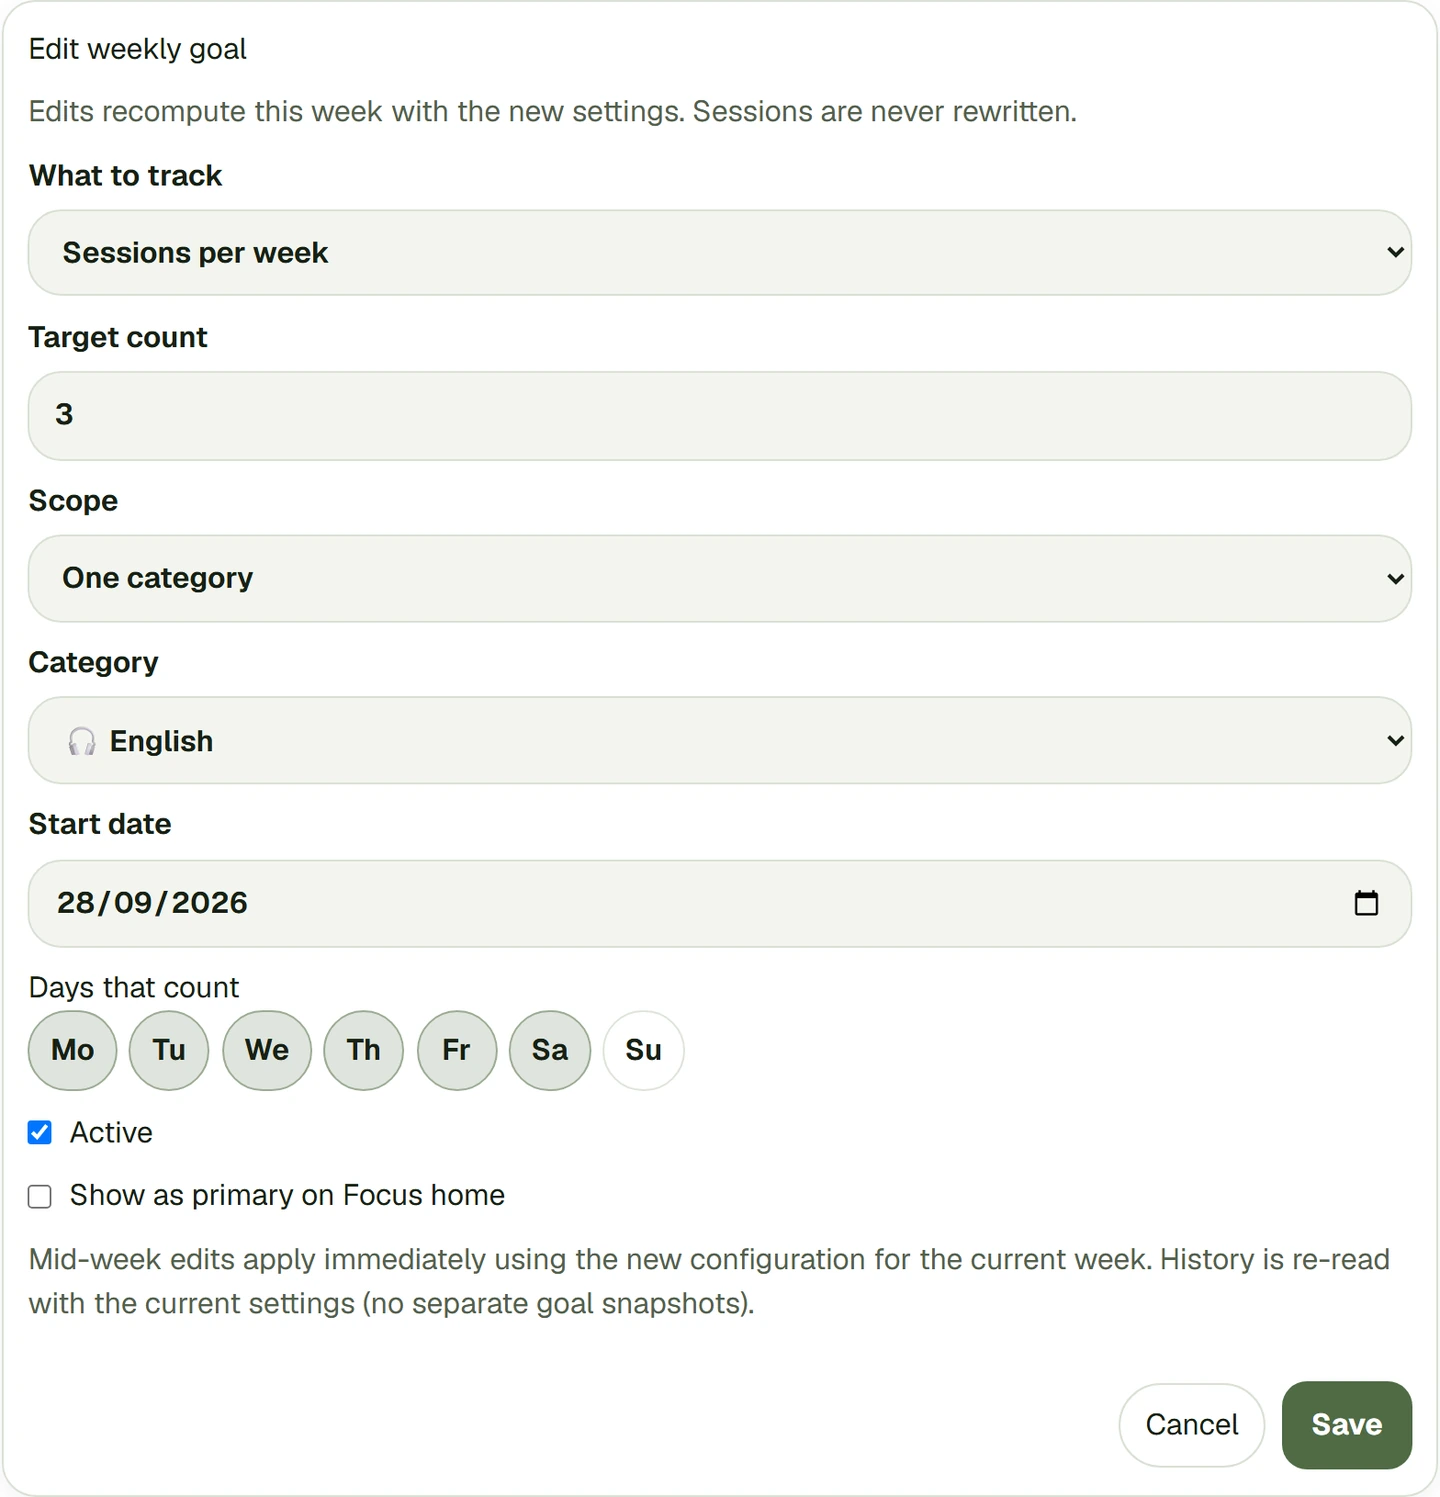 Edit weekly goal
Edits recompute this week with the new settings. Sessions are never rewritten.
What to track
Sessions per week
Target count
3
Scope
One category
Category
🎧 English
Start date
28/09/2026
Days that count
Mo Tu We Th Fr Sa Su
Active
Show as primary on Focus home
Mid-week edits apply immediately using the new configuration for the current week. History is re-read
with the current settings (no separate goal snapshots).
Cancel Save